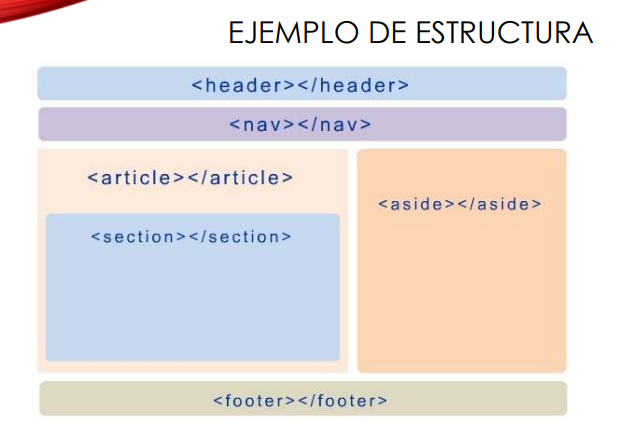 EJEMPLO DE ESTRUCTURA
<header></header>
<nav></nav>
<article></article>
<section></section>
<aside></aside>
<footer></footer>